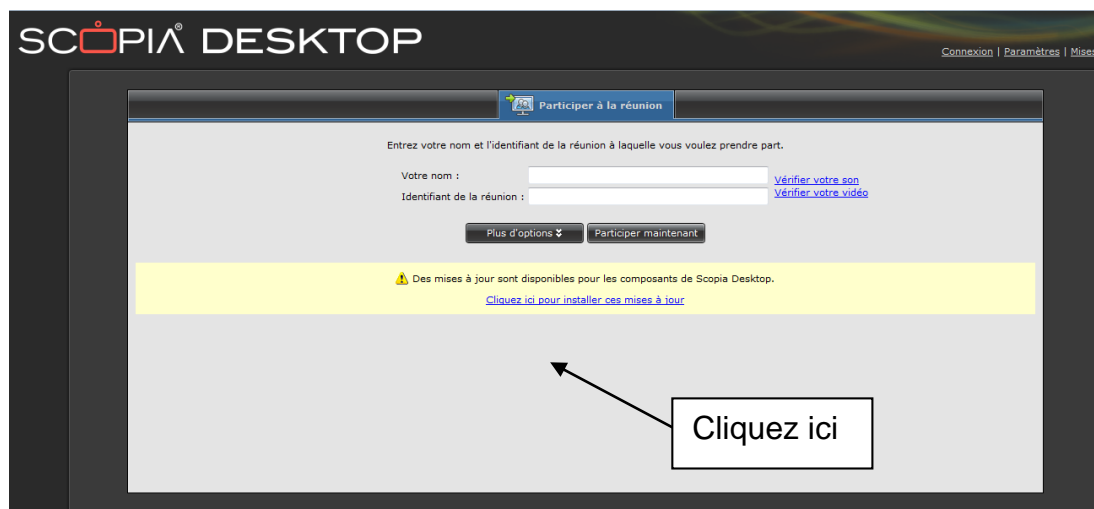 SCOPIA® DESKTOP
Connexion | Paramètres | Mises
Participer à la réunion
Entrez votre nom et l'identifiant de la réunion à laquelle vous voulez prendre part.
Votre nom :
Vérifier votre son
Identifiant de la réunion :
Vérifier votre vidéo
Plus d'options
Participer maintenant
Des mises à jour sont disponibles pour les composants de Scopia Desktop.
Cliquez ici pour installer ces mises à jour
Cliquez ici